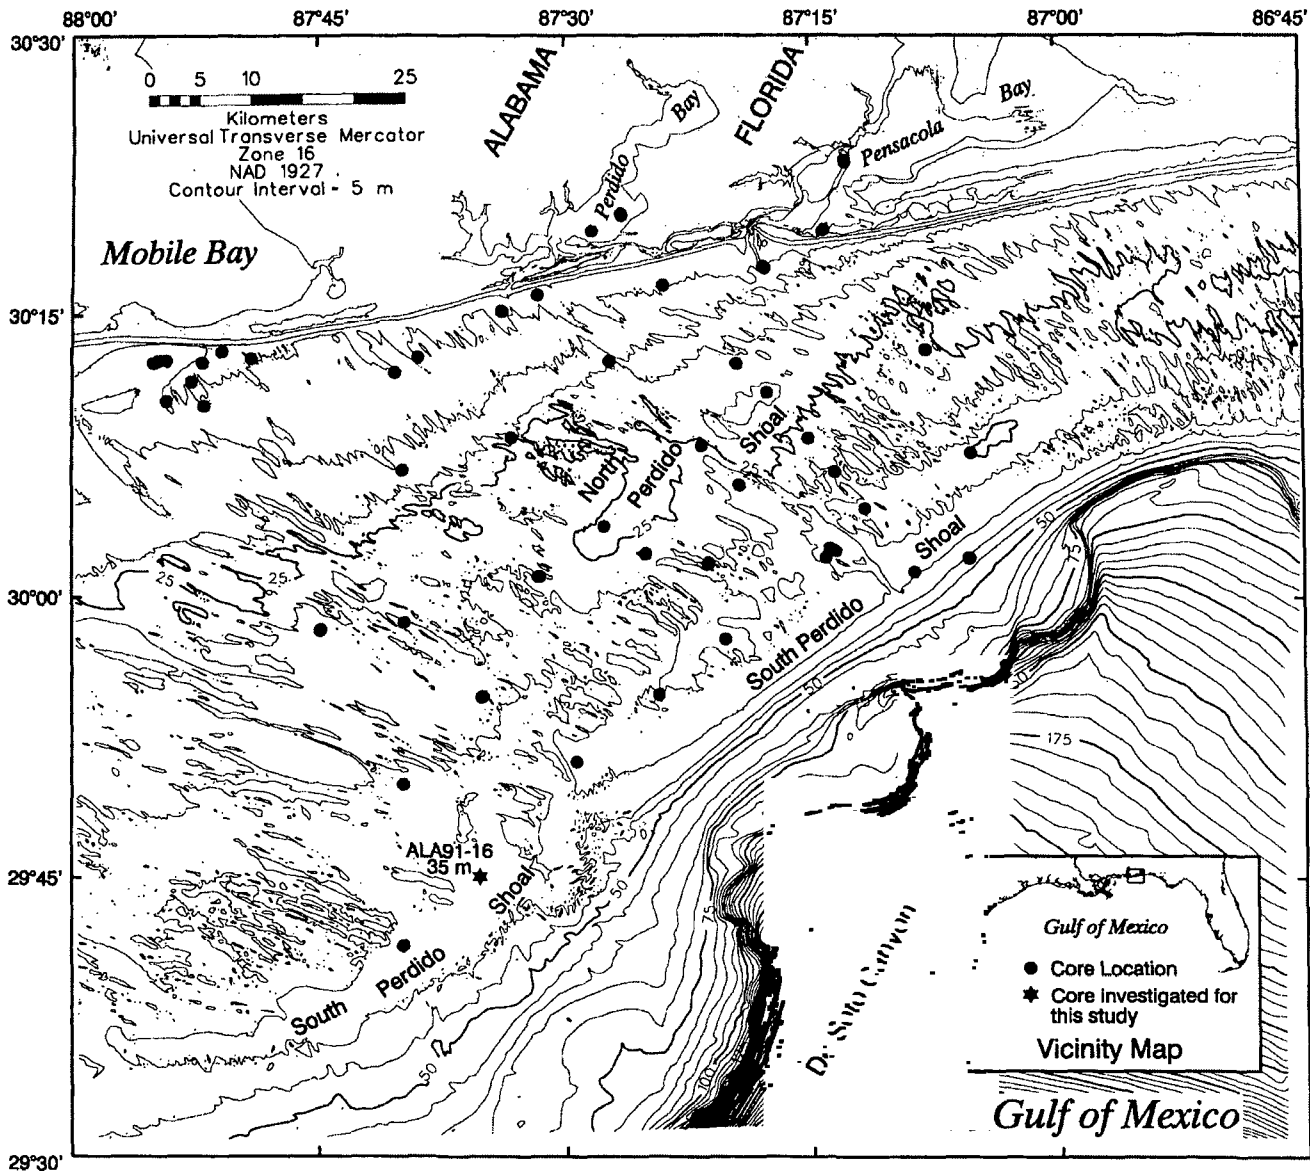 88°00' 87°45' 87°30' 87°15' 87°00' 86°45'
30°30'
0 5 10 25
Kilometers
Universal Transverse Mercator
Zone 16
NAD 1927
Contour Interval - 5 m
ALABAMA
FLORIDA
Perdido Bay
Pensacola Bay
Mobile Bay
30°15'
North Perdido Shoal
25
25
25
25
50
75
30°00'
South Perdido Shoal
50
50
175
ALA91-16
35 m
29°45'
South Perdido Shoal
50
50
75
100
Canyon
Gulf of Mexico
Core Location
Core investigated for
this study
Vicinity Map
Gulf of Mexico
29°30'